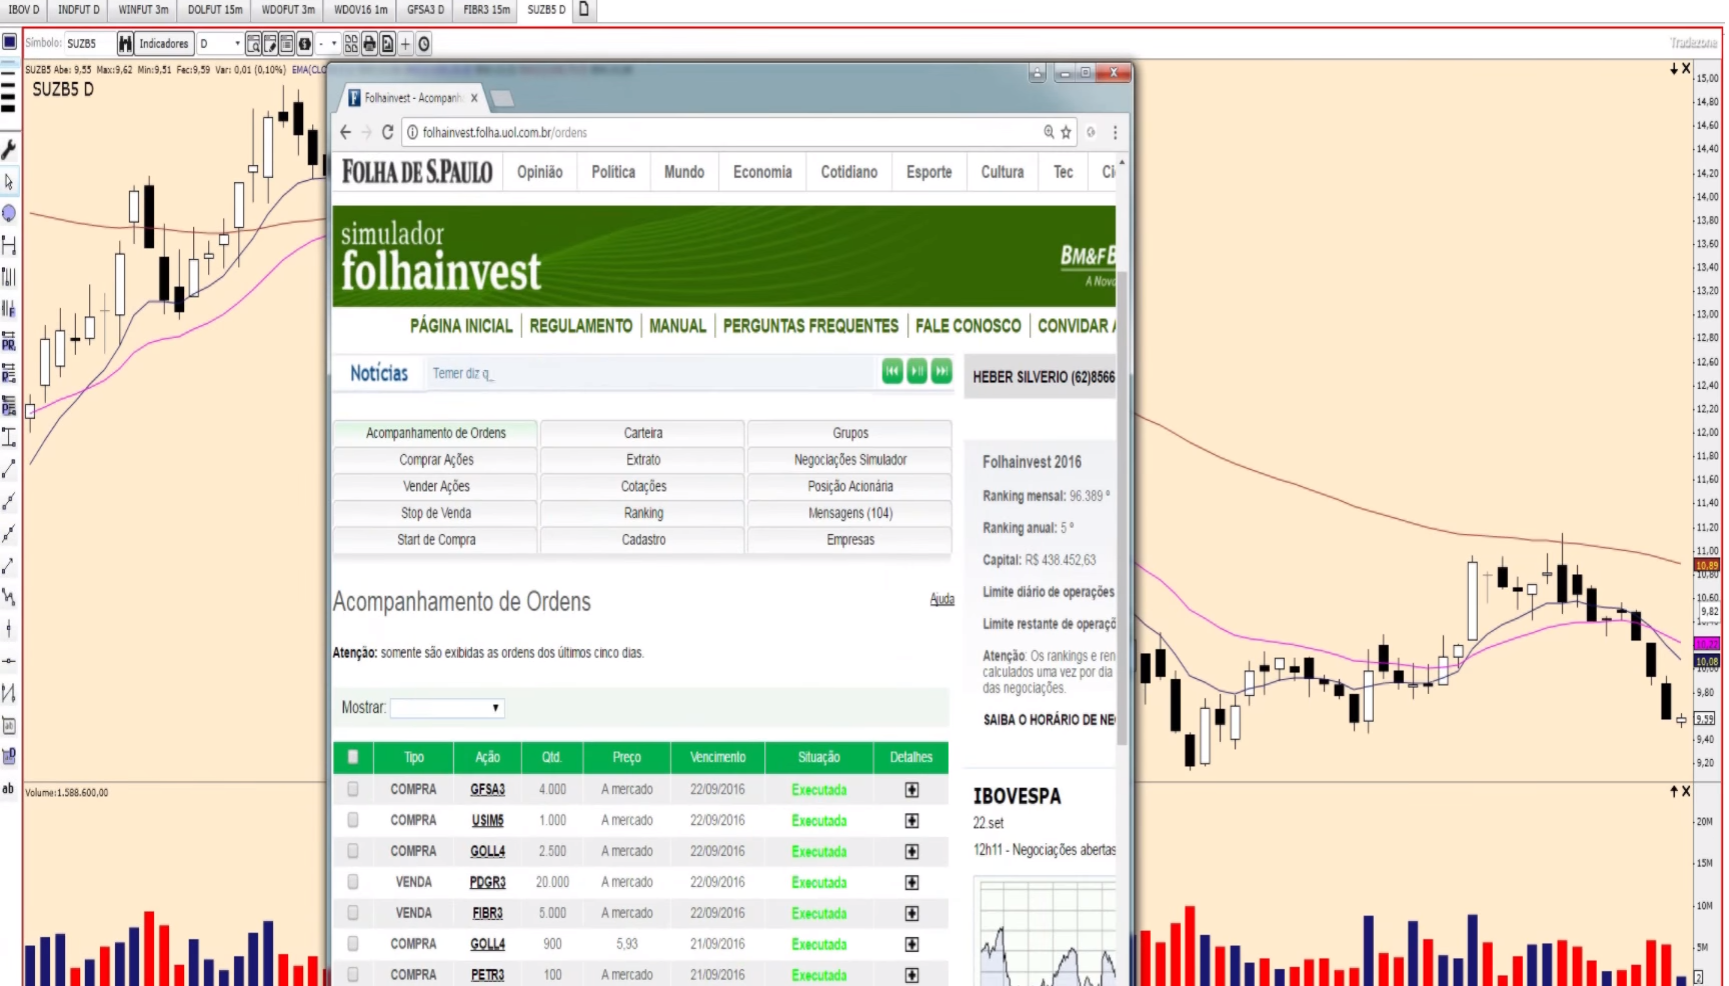 IBOV D INDFUT D WINFUT 3m DOLFUT 15m WDOFUT 3m WDOV16 1m GFSA3 D FIBR3 15m SUZB5 D
Símbolo: SUZB5 Indicadores D
Tradezone
SUZB5 Abe: 9,55 Max:9,62 Min:9,51 Fec:9,59 Var: 0,01 (0,10%) EMA(CLO
SUZB5 D
Folhainvest - Acompanh
folhainvest.folha.uol.com.br/ordens
FOLHA DE S.PAULO Opinião Política Mundo Economia Cotidiano Esporte Cultura Tec Ci
simulador
folhainvest
BM&FB
A Nova
PÁGINA INICIAL REGULAMENTO MANUAL PERGUNTAS FREQUENTES FALE CONOSCO CONVIDAR A
Notícias Temer diz q_
HEBER SILVERIO (62)8566
Acompanhamento de Ordens Carteira Grupos
Comprar Ações Extrato Negociações Simulador
Vender Ações Cotações Posição Acionária
Stop de Venda Ranking Mensagens (104)
Start de Compra Cadastro Empresas
Folhainvest 2016
Ranking mensal: 96.389 º
Ranking anual: 5 º
Capital: R$ 438.452,63
Limite diário de operações
Limite restante de operaçõ
Atenção: Os rankings e ren
calculados uma vez por dia
das negociações.
SAIBA O HORÁRIO DE NE
Acompanhamento de Ordens Ajuda
Atenção: somente são exibidas as ordens dos últimos cinco dias.
Mostrar:
Tipo Ação Qtd. Preço Vencimento Situação Detalhes
COMPRA GFSA3 4.000 A mercado 22/09/2016 Executada
COMPRA USIM5 1.000 A mercado 22/09/2016 Executada
COMPRA GOLL4 2.500 A mercado 22/09/2016 Executada
VENDA PDGR3 20.000 A mercado 22/09/2016 Executada
VENDA FIBR3 5.000 A mercado 22/09/2016 Executada
COMPRA GOLL4 900 5,93 21/09/2016 Executada
COMPRA PETR3 100 A mercado 21/09/2016 Executada
IBOVESPA
22.set
12h11 - Negociações abertas
Volume:1.588.600,00
15,00
14,80
14,60
14,40
14,20
14,00
13,80
13,60
13,40
13,20
13,00
12,80
12,60
12,40
12,20
12,00
11,80
11,60
11,40
11,20
11,00
10,89
10,80
10,60
9,82
10,22
10,08
9,80
9,59
9,40
9,20
20M
15M
10M
5M
PR
ab